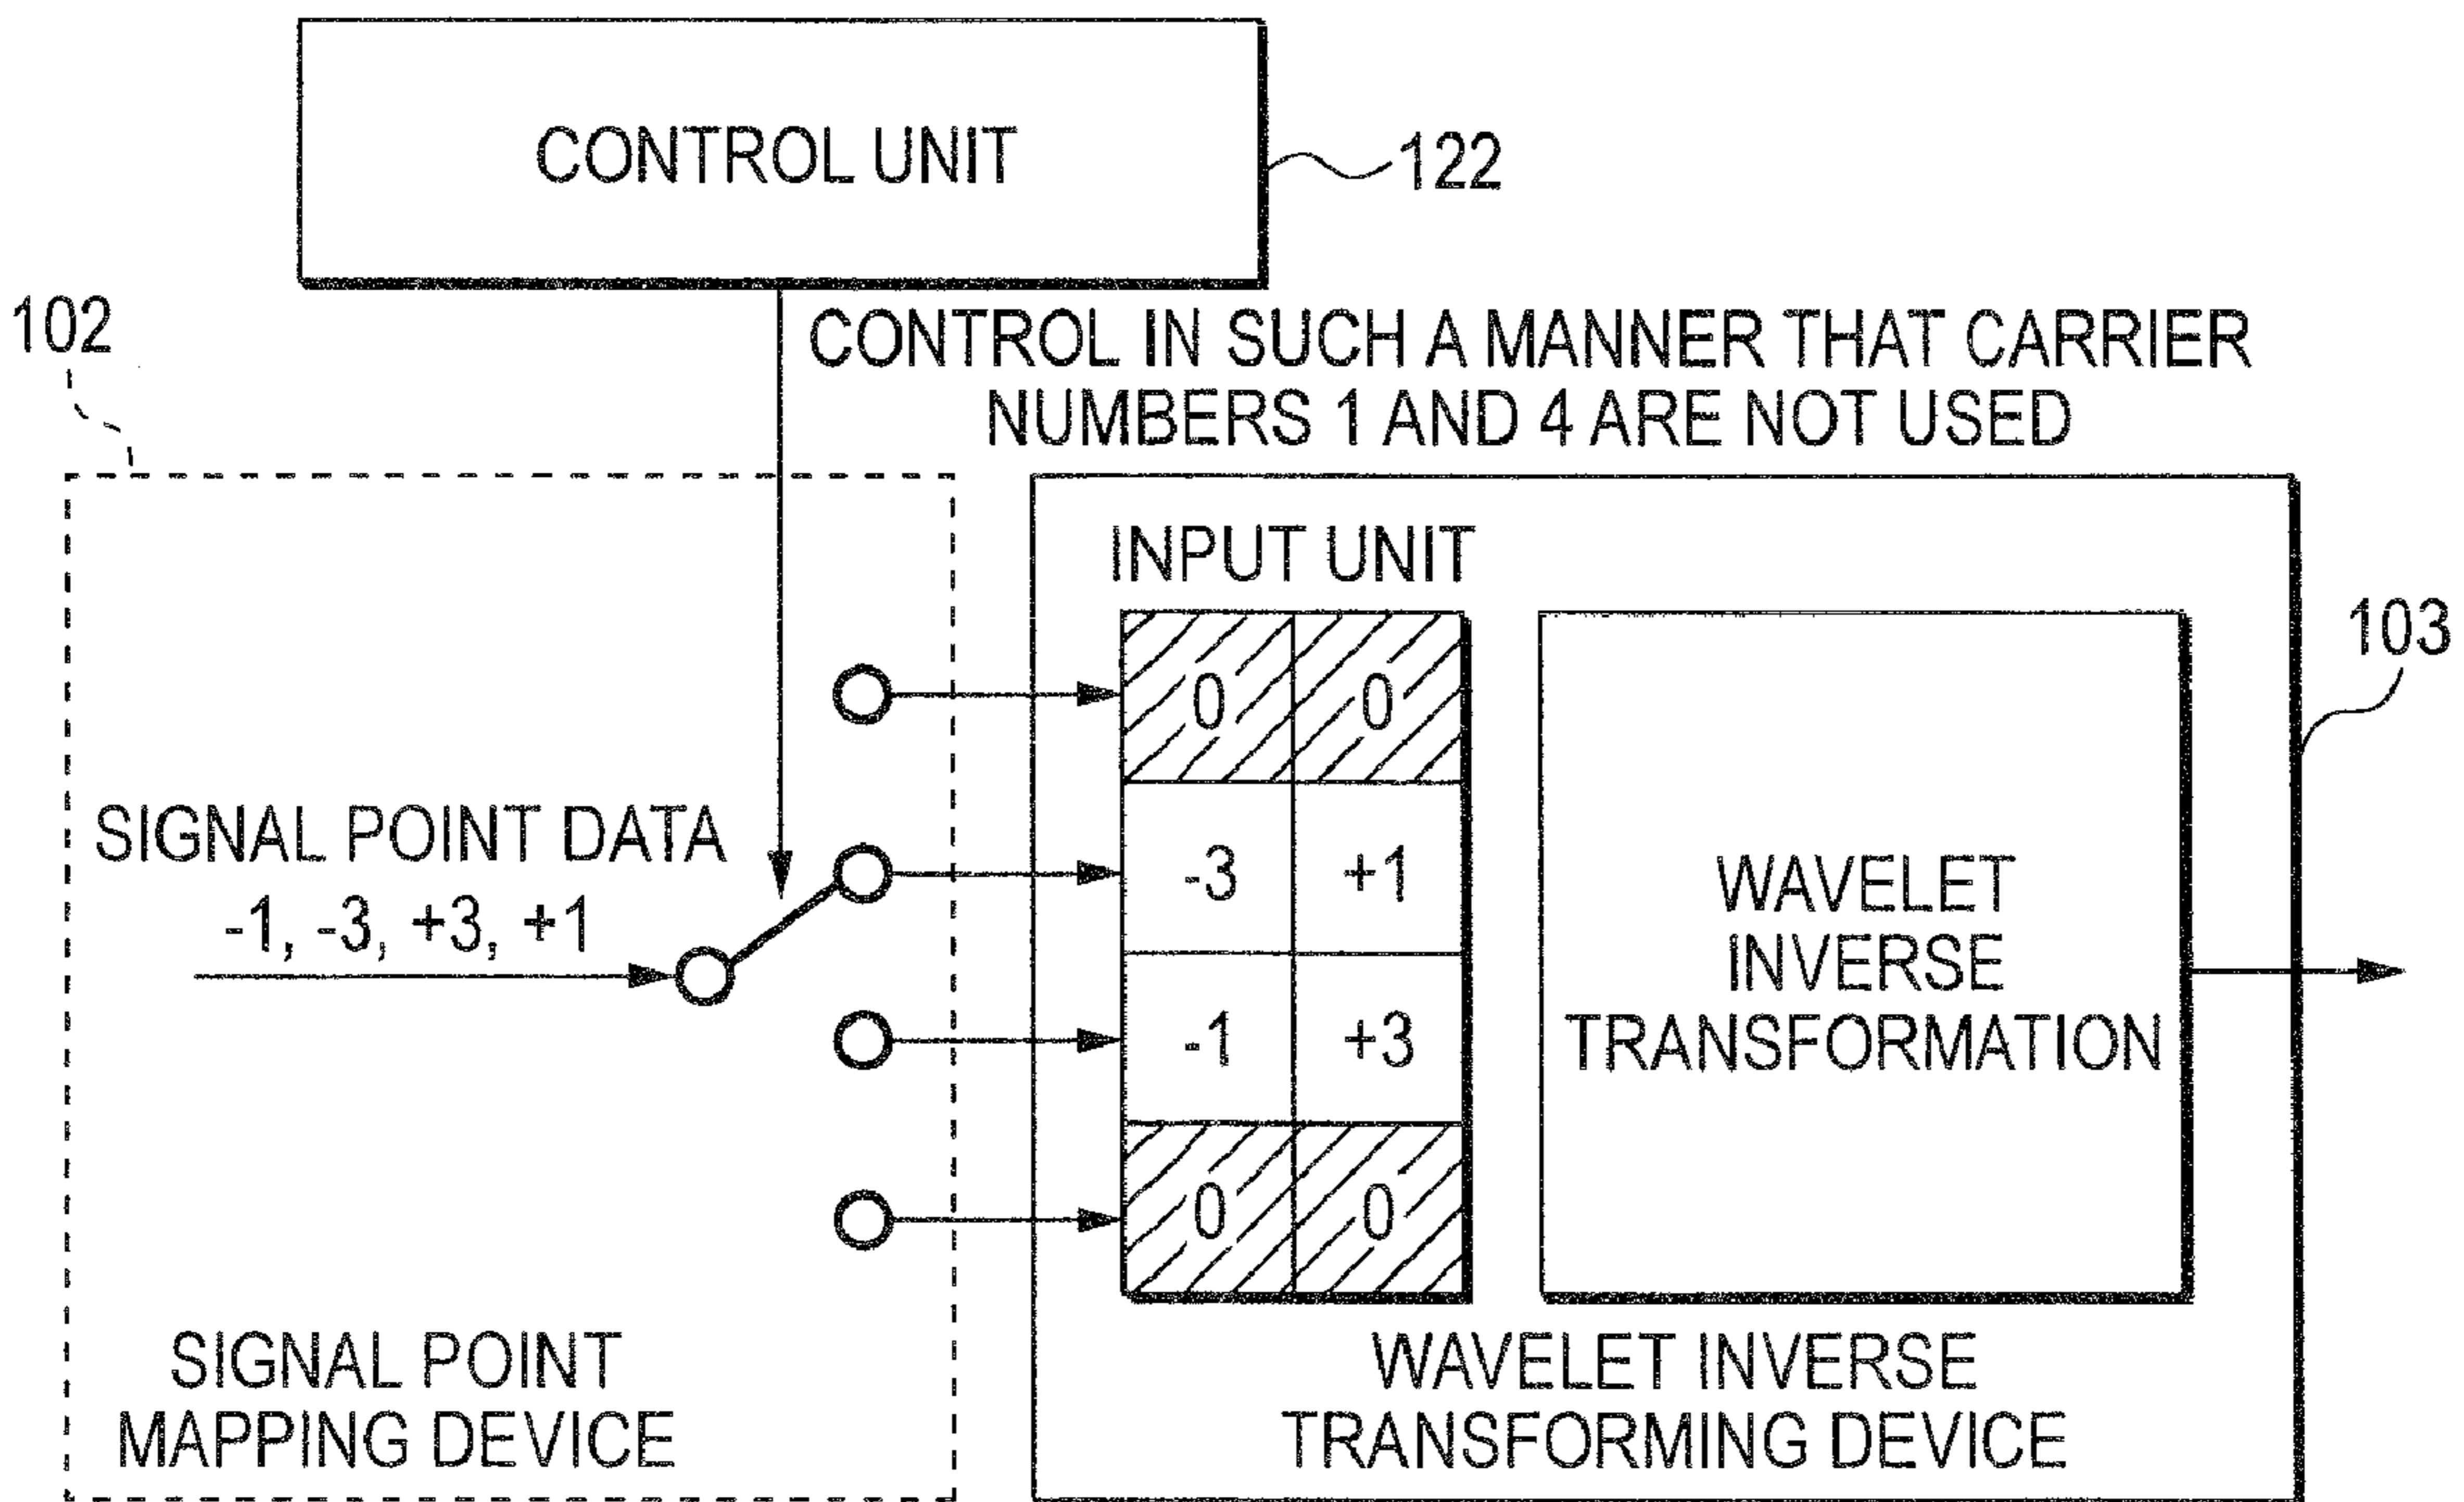 CONTROL UNIT
122
102
CONTROL IN SUCH A MANNER THAT CARRIER
NUMBERS 1 AND 4 ARE NOT USED
INPUT UNIT
103
0 0
SIGNAL POINT DATA
-1, -3, +3, +1
-3 +1
-1 +3
0 0
WAVELET
INVERSE
TRANSFORMATION
SIGNAL POINT
MAPPING DEVICE
WAVELET INVERSE
TRANSFORMING DEVICE